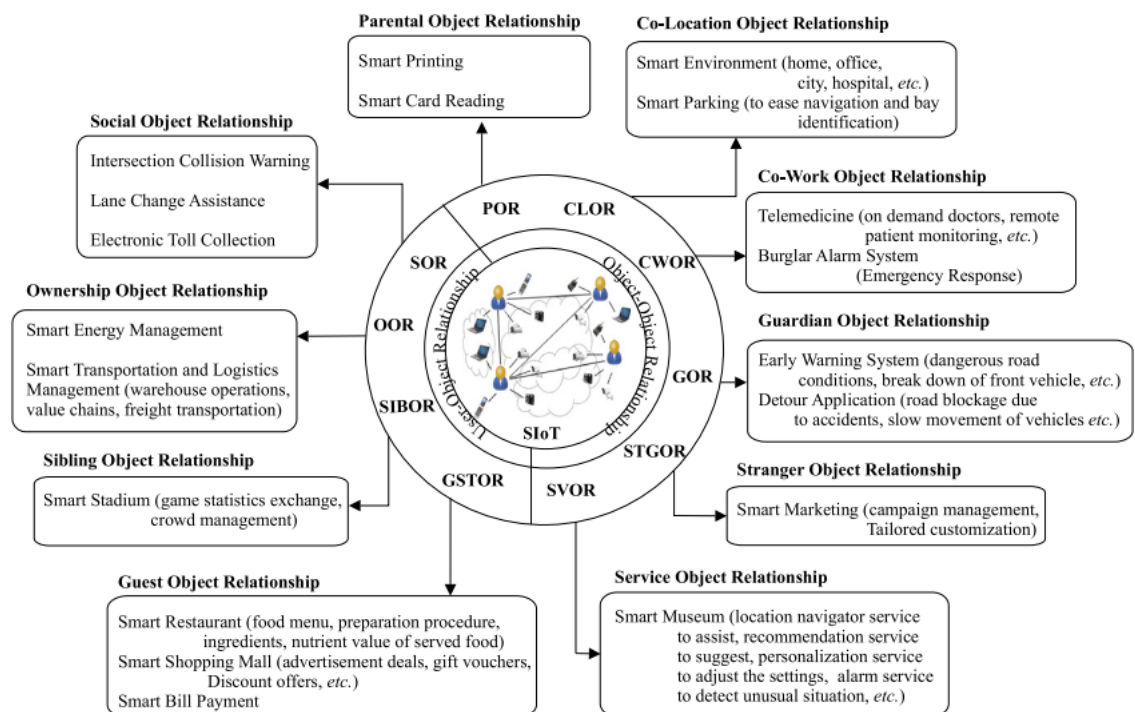 Parental Object Relationship
Smart Printing
Smart Card Reading
Co-Location Object Relationship
Smart Environment (home, office,
city, hospital, etc.)
Smart Parking (to ease navigation and bay
identification)
Social Object Relationship
Intersection Collision Warning
Lane Change Assistance
Electronic Toll Collection
Co-Work Object Relationship
Telemedicine (on demand doctors, remote
patient monitoring, etc.)
Burglar Alarm System
(Emergency Response)
Ownership Object Relationship
Smart Energy Management
Smart Transportation and Logistics
Management (warehouse operations,
value chains, freight transportation)
Guardian Object Relationship
Early Warning System (dangerous road
conditions, break down of front vehicle, etc.)
Detour Application (road blockage due
to accidents, slow movement of vehicles etc.)
POR
CLOR
SOR
CWOR
OOR
GOR
SIBOR
STGOR
GSTOR
SVOR
User-Object Relationship
Object-Object Relationship
SIoT
Sibling Object Relationship
Smart Stadium (game statistics exchange,
crowd management)
Stranger Object Relationship
Smart Marketing (campaign management,
Tailored customization)
Guest Object Relationship
Smart Restaurant (food menu, preparation procedure,
ingredients, nutrient value of served food)
Smart Shopping Mall (advertisement deals, gift vouchers,
Discount offers, etc.)
Smart Bill Payment
Service Object Relationship
Smart Museum (location navigator service
to assist, recommendation service
to suggest, personalization service
to adjust the settings, alarm service
to detect unusual situation, etc.)